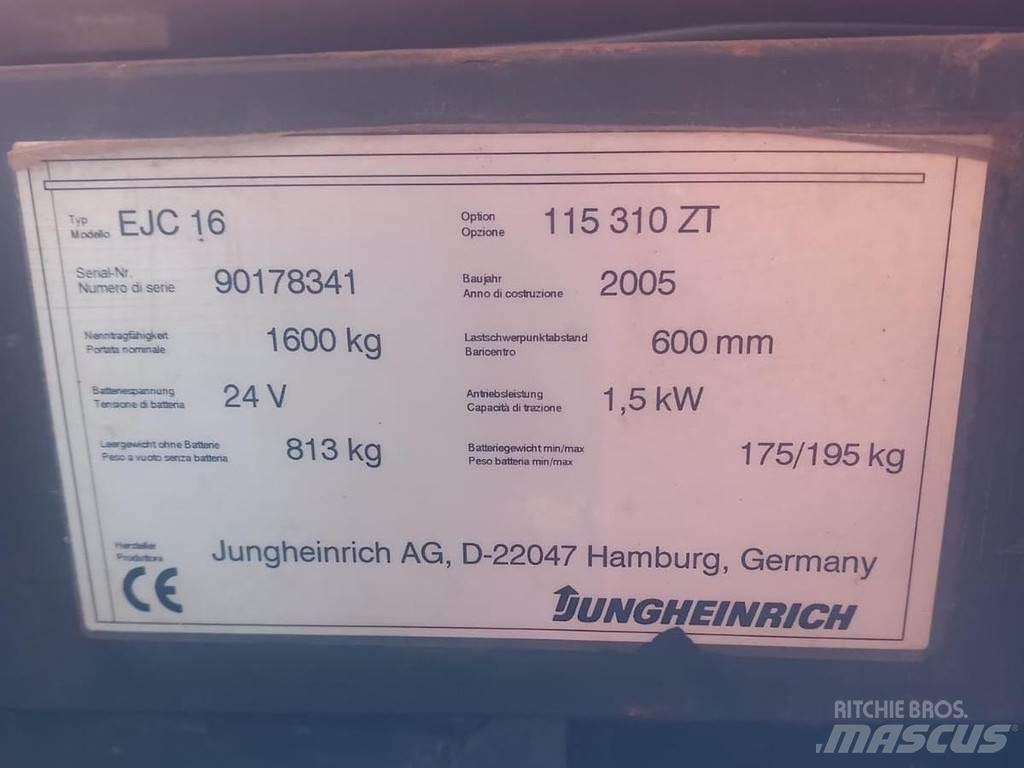 Typ
Modello EJC 16
Option
Opzione 115 310 ZT
Serial-Nr.
Numero di serie 90178341
Baujahr
Anno di costruzione 2005
Nenntragfähigkeit
Portata nominale 1600 kg
Lastschwerpunktabstand
Baricentro 600 mm
Batteriespannung
Tensione di batteria 24 V
Antriebsleistung
Capacità di trazione 1,5 kW
Leergewicht ohne Batterie
Peso a vuoto senza batteria 813 kg
Batteriegewicht min/max
Peso batteria min/max 175/195 kg
Hersteller
Produttore Jungheinrich AG, D-22047 Hamburg, Germany
CE
JUNGHEINRICH
RITCHIE BROS.
MASCUS